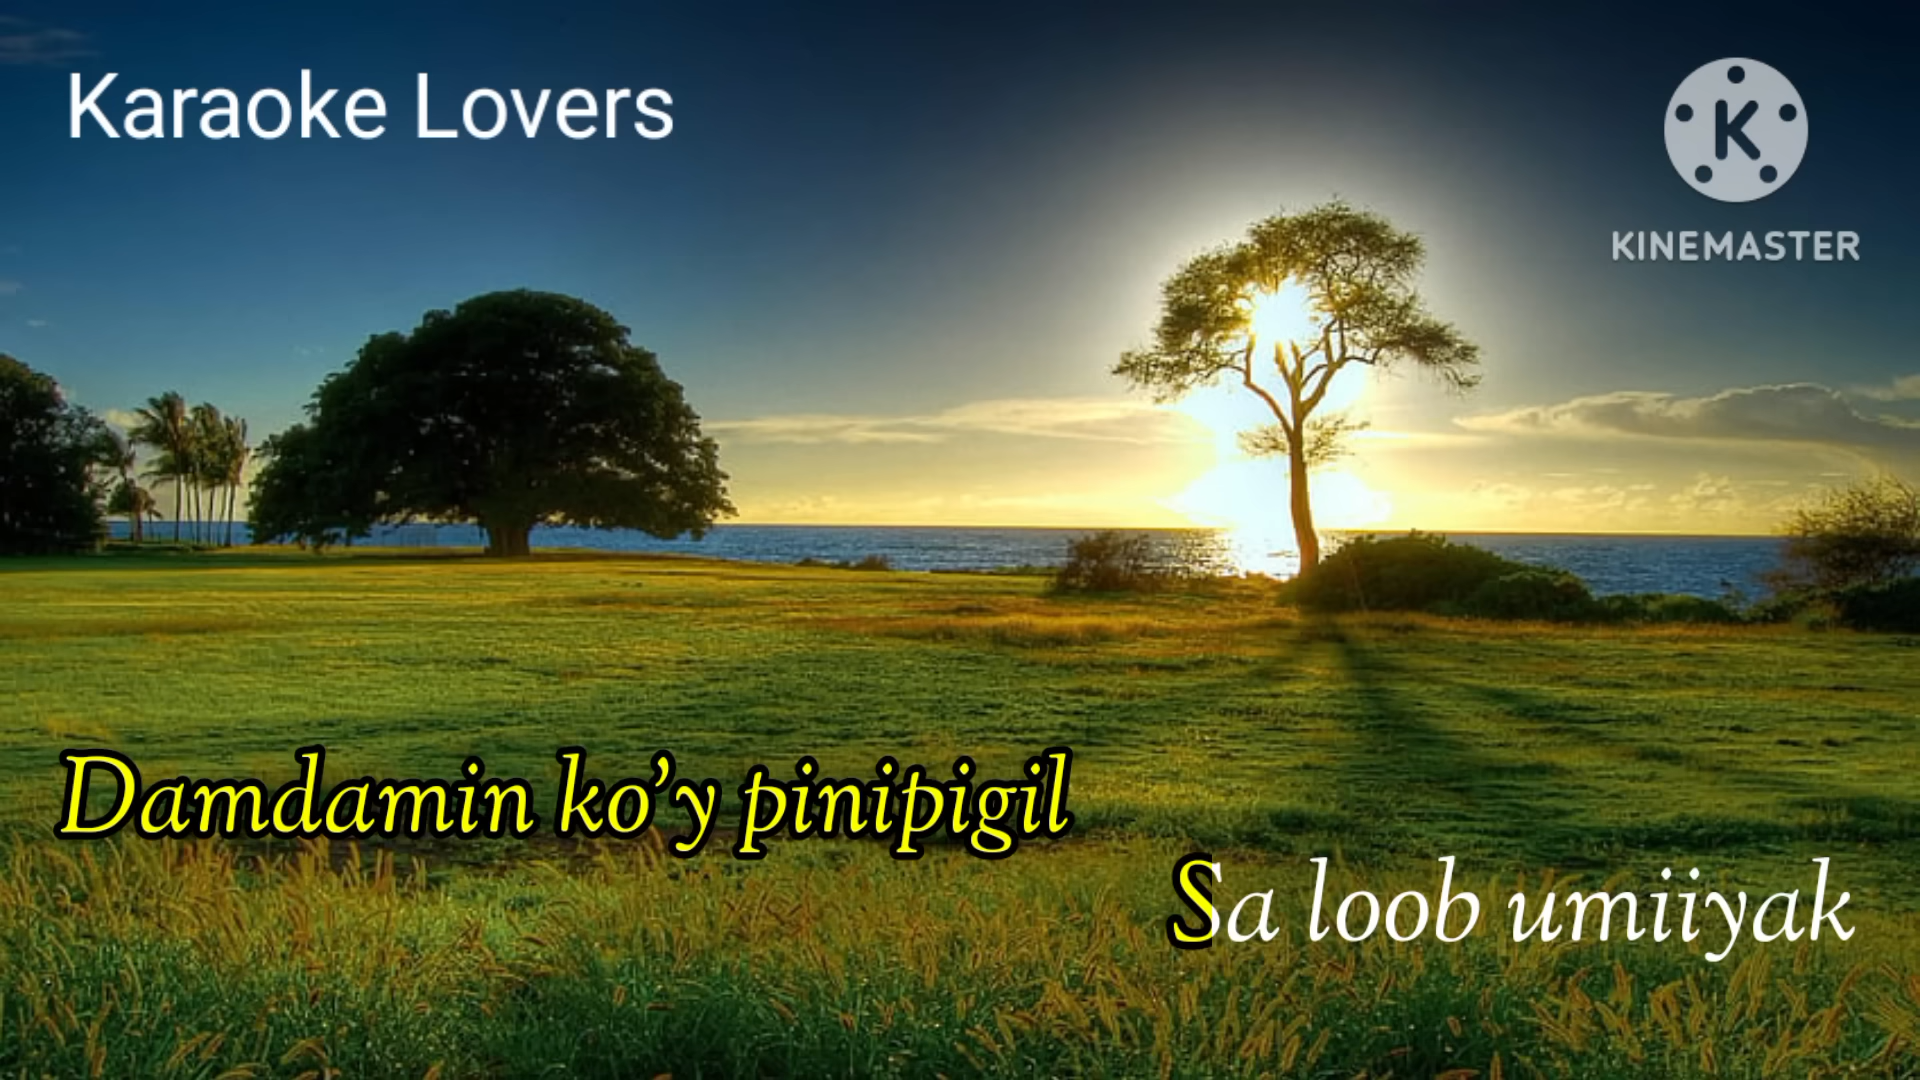 Karaoke Lovers
K
KINEMASTER
Damdamin ko’y pinipigil
Sa loob umiiyak